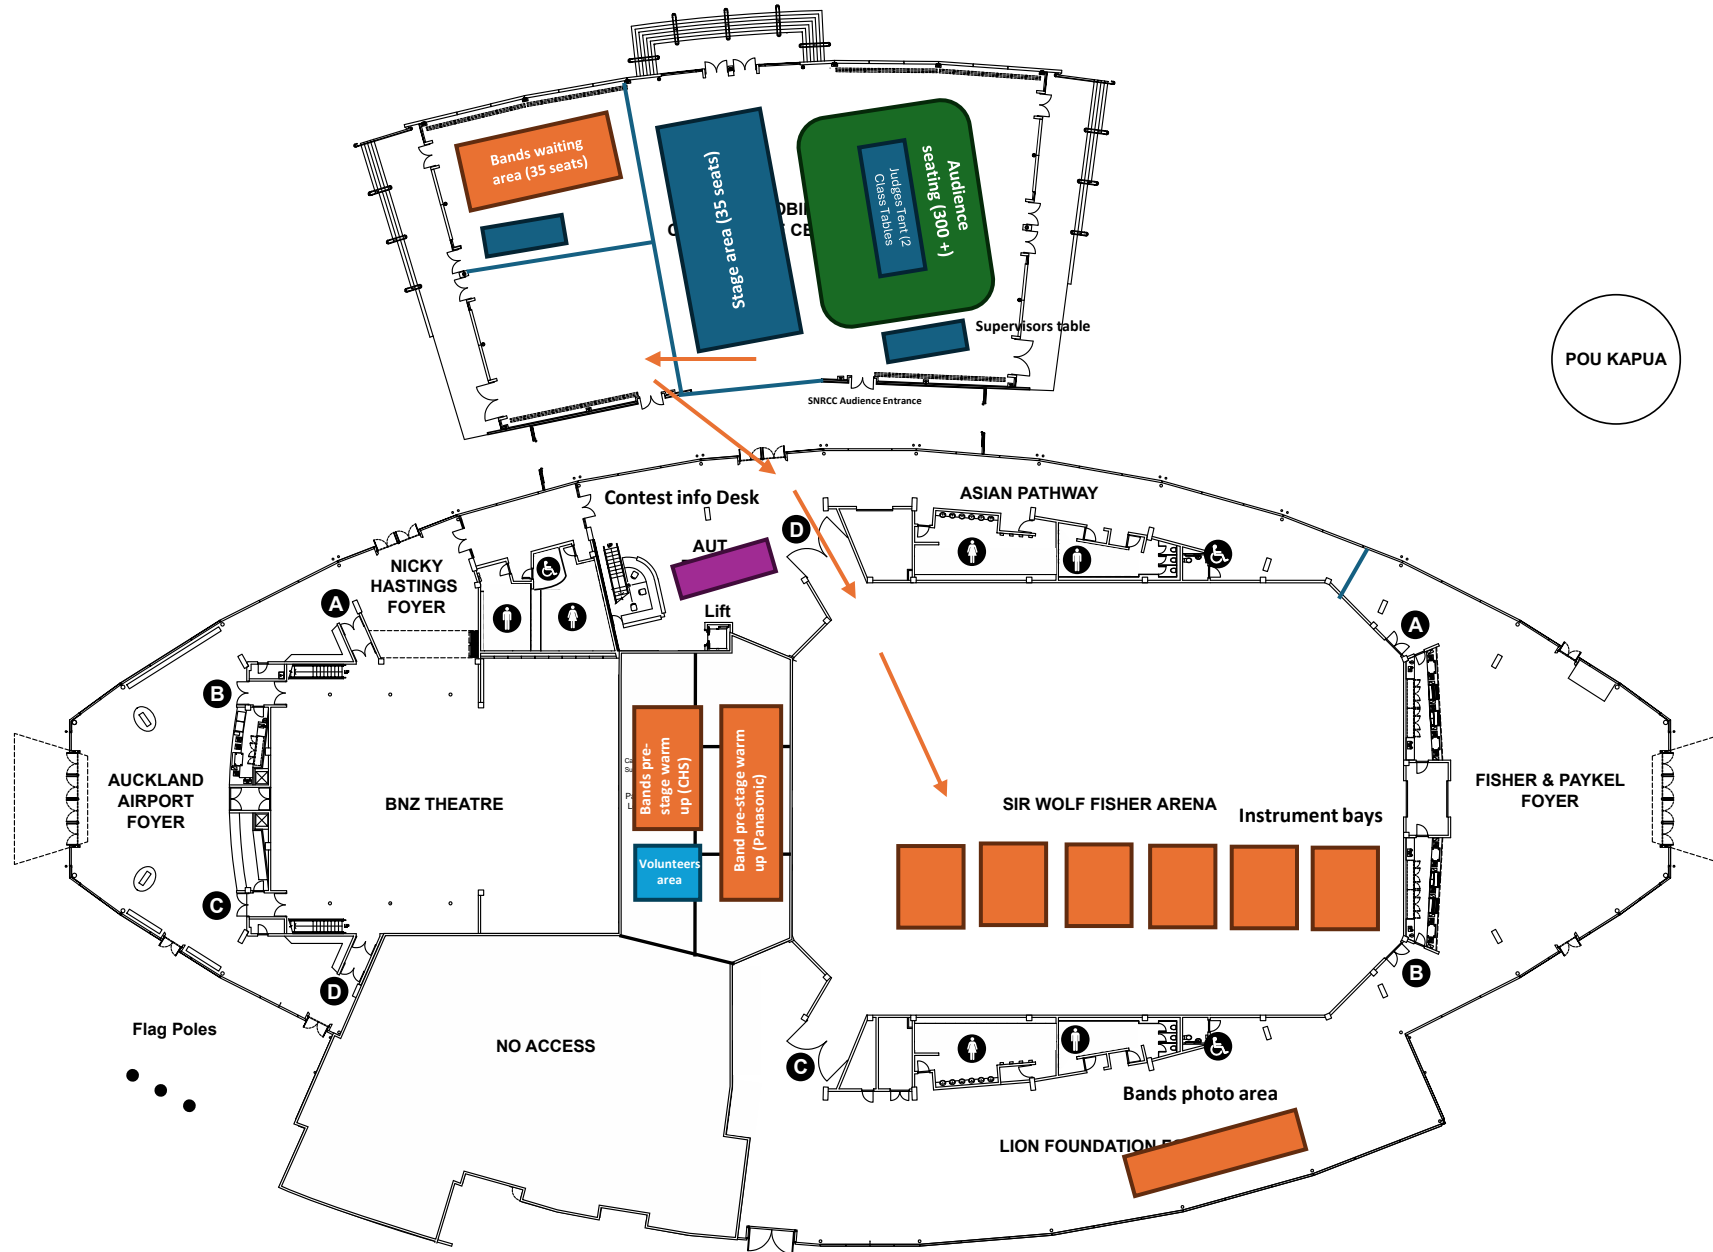 Bands waiting
area (35 seats)
Stage area (35 seats)
Audience
seating (300 +)
Judges Tent (2
Class Tables
Supervisors table
SNRCC Audience Entrance
POU KAPUA
Contest info Desk
ASIAN PATHWAY
D
AUT
NICKY
HASTINGS
FOYER
A
Lift
A
B
AUCKLAND
AIRPORT
FOYER
BNZ THEATRE
Bands pre-
stage warm
up (CHS)
Band pre-stage warm
up (Panasonic)
Volunteers
area
SIR WOLF FISHER ARENA
Instrument bays
FISHER & PAYKEL
FOYER
C
B
D
Flag Poles
NO ACCESS
C
Bands photo area
LION FOUNDATION